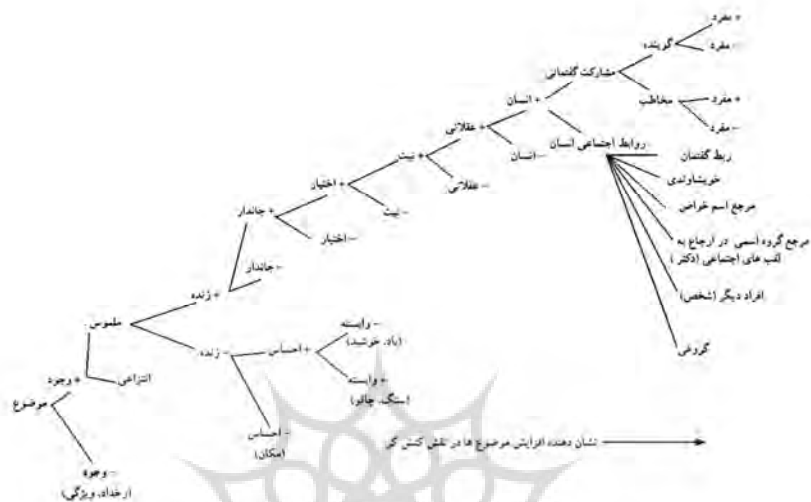 + مفرد
– مفرد
گوینده
مشارکت گفتمانی
+ مفرد
– مفرد
مخاطب
+ انسان
روابط اجتماعی انسان
ربط گفتمان
خویشاوندی
مرجع اسم خواص
مرجع گروه اسمی در ارجاع به
لقب های اجتماعی (دکتر)
افراد دیگر (شخص)
گروهی
+ عقلانی
– انسان
+ نیت
– عقلانی
+ اختیار
– نیت
+ جاندار
– اختیار
– جاندار
+ زنده
ملموس
– زنده
+ احساس
– وابسته
(باد، خورشید)
+ وابسته
(سنگ، چاقو)
– احساس
(مکان)
انتزاعی
+ وجود
موضوع
– وجود
(رخداد، ویژگی)
نشان دهنده افزایش موضوع ها در نقش کنش گر